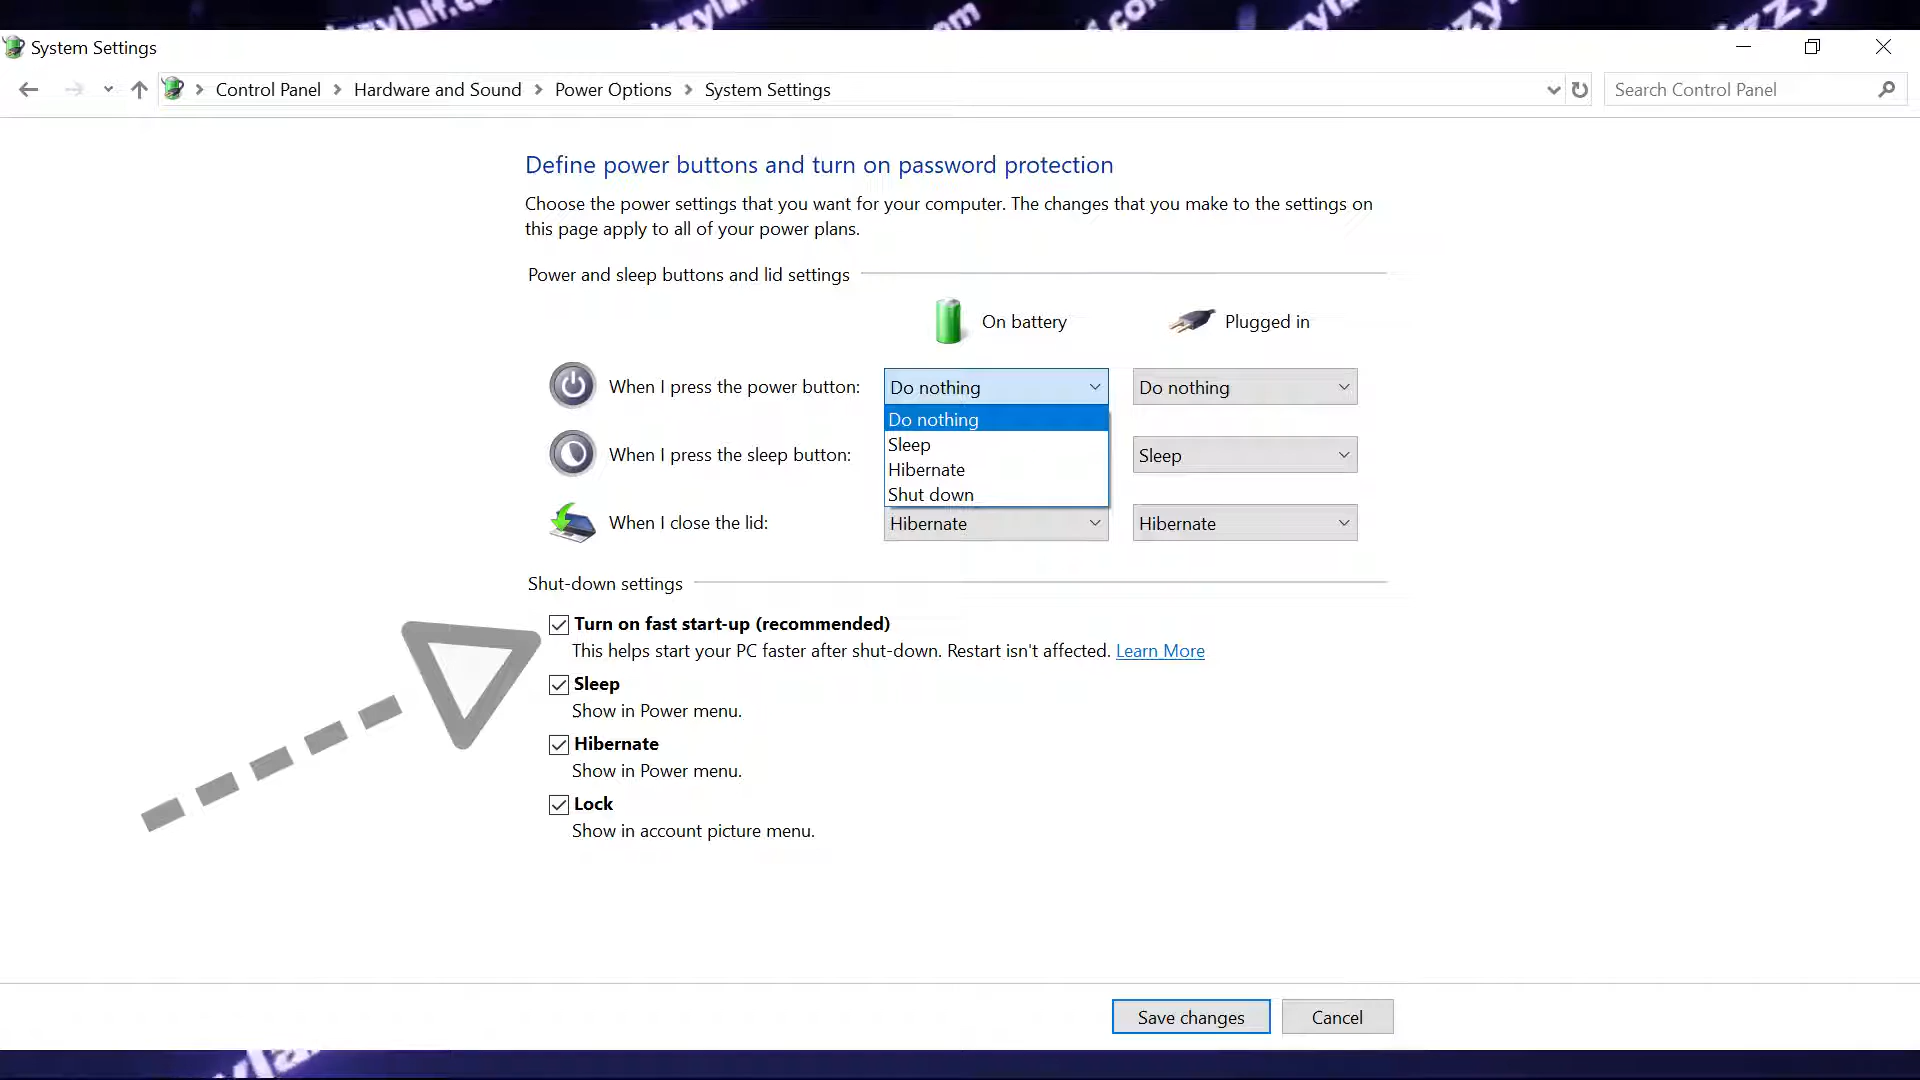 System Settings
Control Panel Hardware and Sound Power Options System Settings
Search Control Panel
Define power buttons and turn on password protection
Choose the power settings that you want for your computer. The changes that you make to the settings on
this page apply to all of your power plans.
Power and sleep buttons and lid settings
On battery Plugged in
When I press the power button: Do nothing Do nothing
Do nothing
Sleep
Hibernate
Shut down
When I press the sleep button: Sleep
When I close the lid: Hibernate Hibernate
Shut-down settings
Turn on fast start-up (recommended)
This helps start your PC faster after shut-down. Restart isn't affected. Learn More
Sleep
Show in Power menu.
Hibernate
Show in Power menu.
Lock
Show in account picture menu.
Save changes Cancel